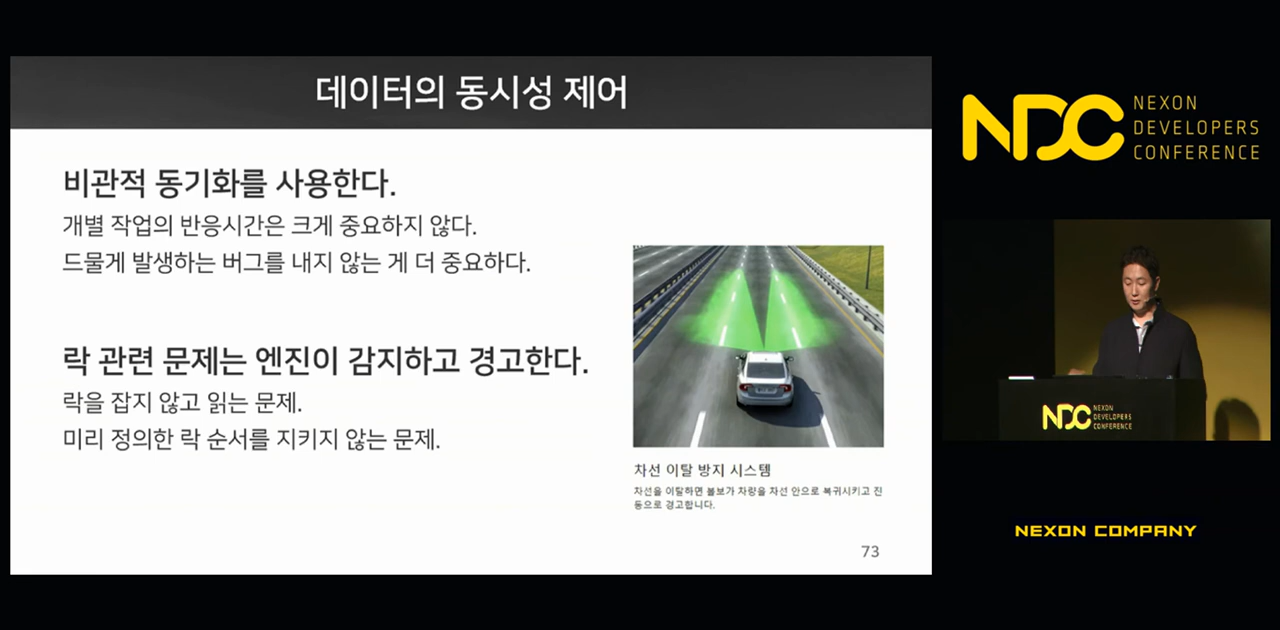 데이터의 동시성 제어
비관적 동기화를 사용한다.
개별 작업의 반응시간은 크게 중요하지 않다.
드물게 발생하는 버그를 내지 않는 게 더 중요하다.
락 관련 문제는 엔진이 감지하고 경고한다.
락을 잡지 않고 읽는 문제.
미리 정의한 락 순서를 지키지 않는 문제.
차선 이탈 방지 시스템
차선을 이탈하면 볼보가 차량을 차선 안으로 복귀시키고 진
동으로 경고합니다.
73
NDC
NEXON
DEVELOPERS
CONFERENCE
NDC
NEXON
DEVELOPERS
CONFERENCE
NEXON COMPANY